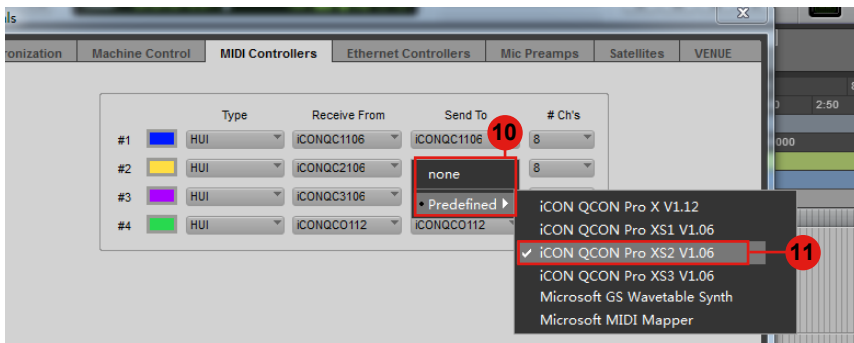 ls
ronization Machine Control MIDI Controllers Ethernet Controllers Mic Preamps Satellites VENUE
2:50
000
Type Receive From Send To # Ch's
#1 HUI iCONQC1106 iCONQC1106 8
#2 HUI iCONQC2106 8
#3 HUI iCONQC3106
#4 HUI iCONQCO112 iCONQCO112
10
none
Predefined
iCON QCON Pro X V1.12
iCON QCON Pro XS1 V1.06
iCON QCON Pro XS2 V1.06
11
iCON QCON Pro XS3 V1.06
Microsoft GS Wavetable Synth
Microsoft MIDI Mapper